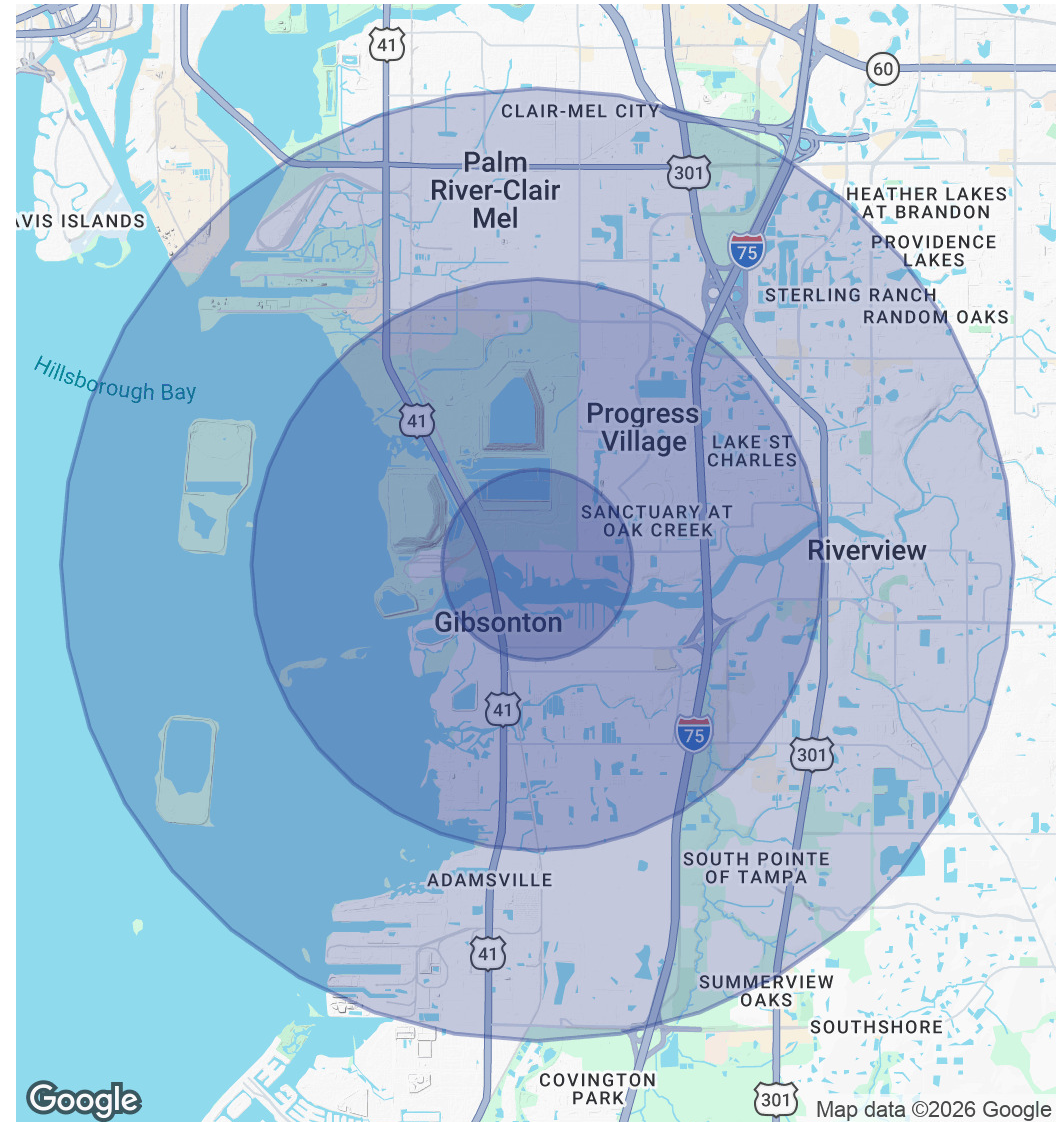 41
60
CLAIR-MEL CITY
Palm
River-Clair
Mel
301
HEATHER LAKES
AT BRANDON
AVIS ISLANDS
PROVIDENCE
LAKES
75
STERLING RANCH
RANDOM OAKS
Hillsborough Bay
41
Progress
Village
LAKE ST
CHARLES
SANCTUARY AT
OAK CREEK
Riverview
Gibsonton
41
75
301
SOUTH POINTE
OF TAMPA
ADAMSVILLE
41
SUMMERVIEW
OAKS
SOUTHSHORE
COVINGTON
PARK
301
Google
Map data ©2026 Google